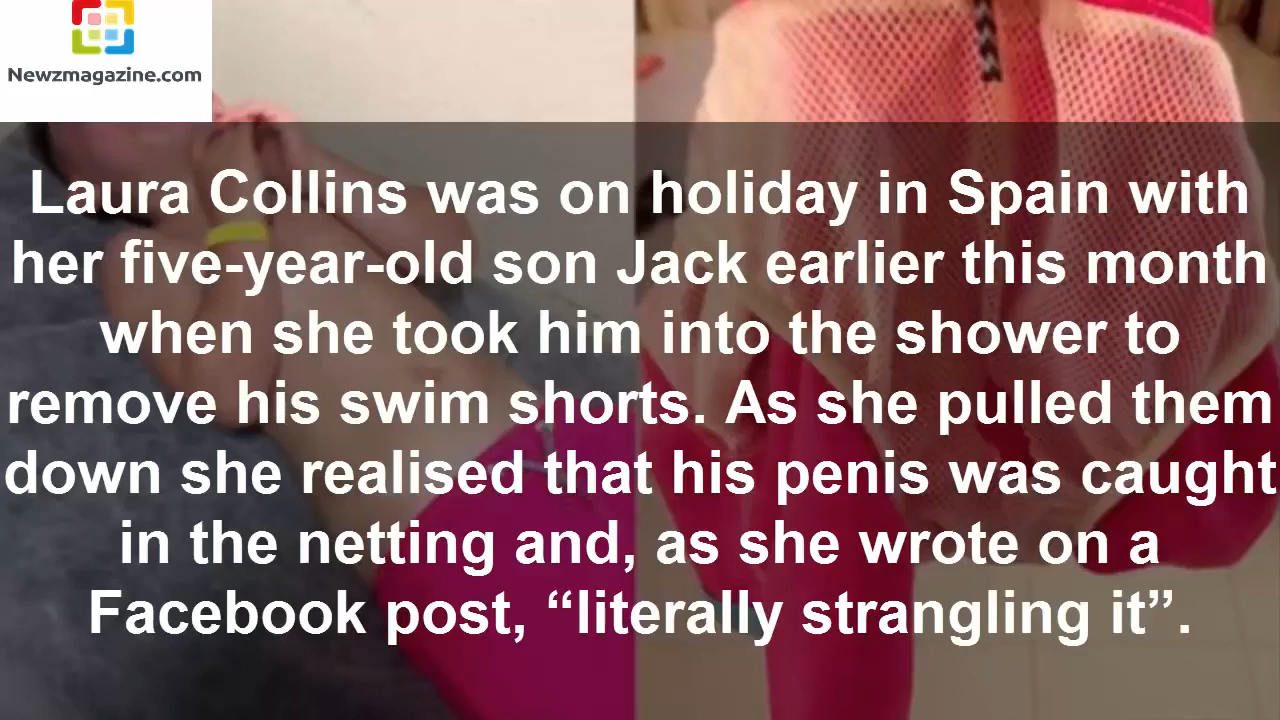 Newzmagazine.com
Laura Collins was on holiday in Spain with
her five-year-old son Jack earlier this month
when she took him into the shower to
remove his swim shorts. As she pulled them
down she realised that his penis was caught
in the netting and, as she wrote on a
Facebook post, “literally strangling it”.